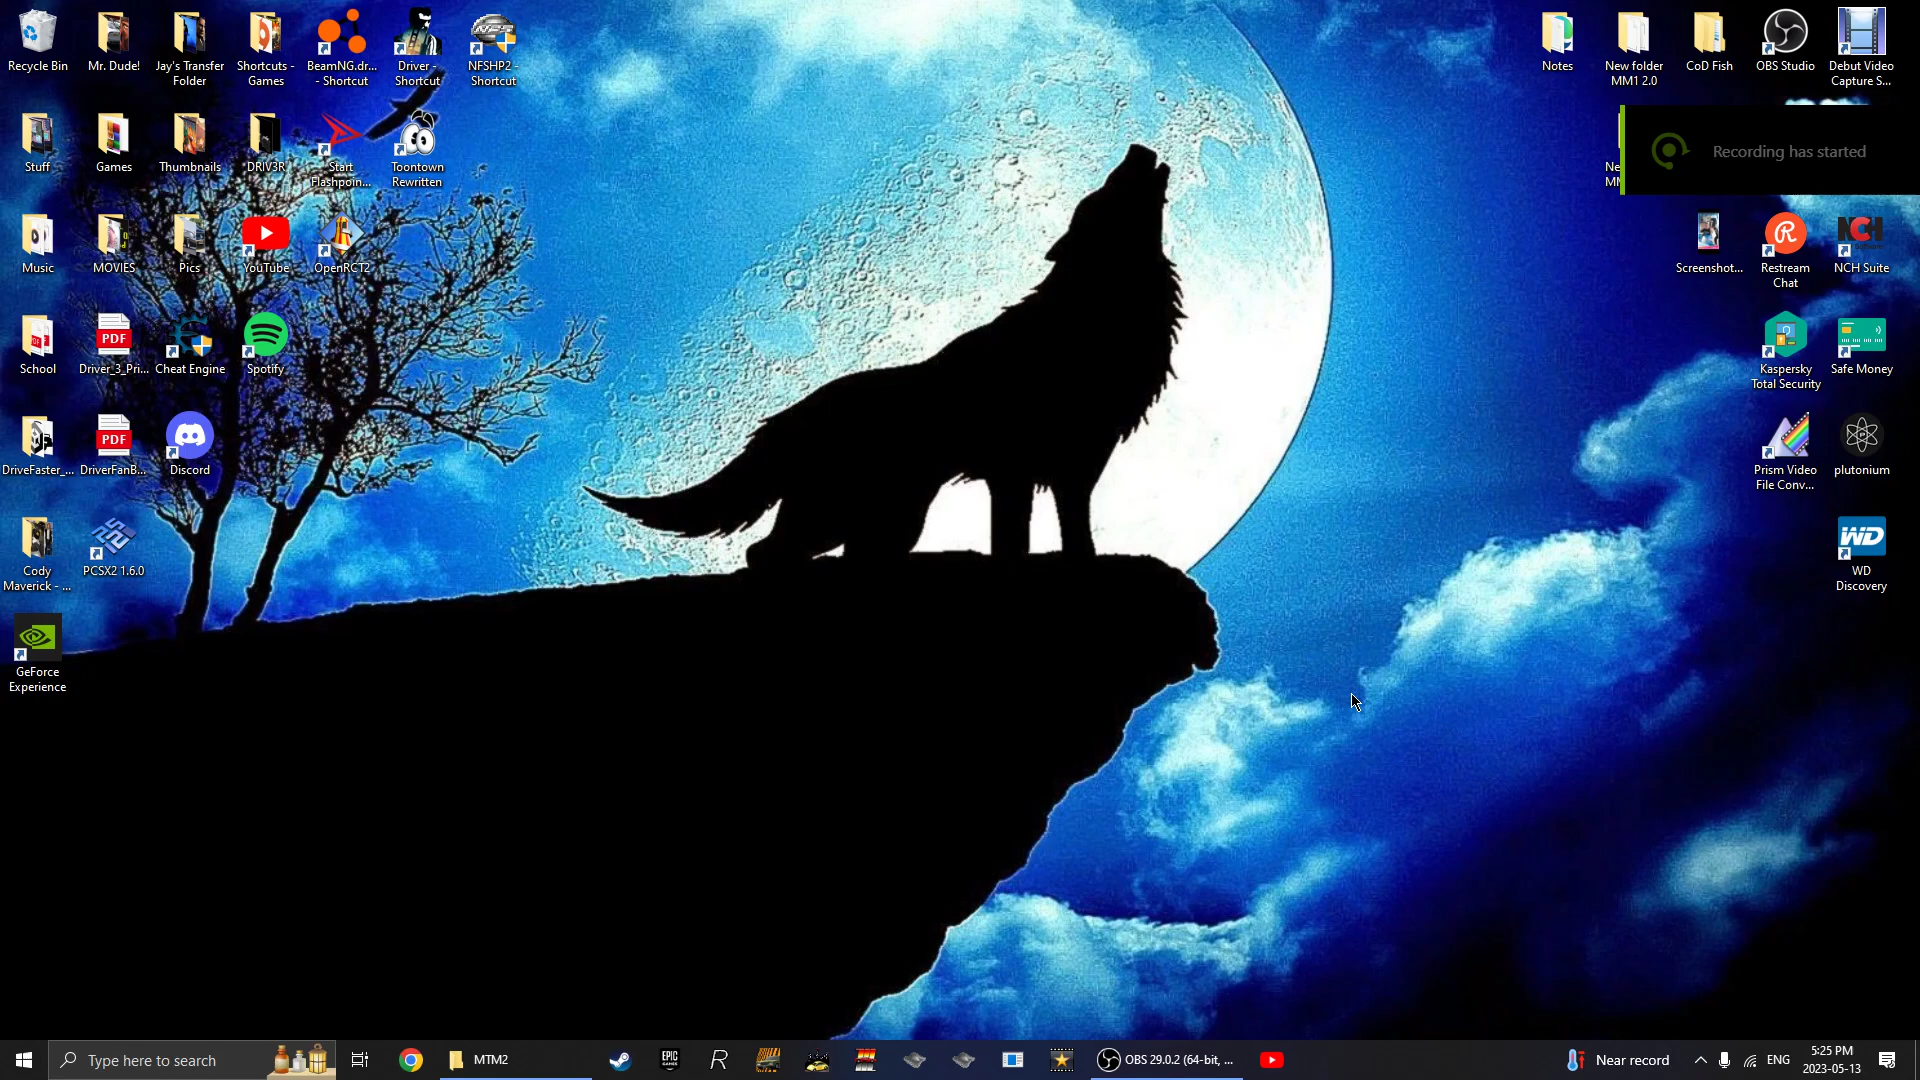 Recycle Bin
Mr. Dude!
Jay's Transfer
Folder
Shortcuts -
Games
BeamNG.dr...
- Shortcut
Driver -
Shortcut
NFSHP2 -
Shortcut
Notes
New folder
MM1 2.0
CoD Fish
OBS Studio
Debut Video
Capture S...
Stuff
Games
Thumbnails
DRIV3R
Start
Flashpoin...
Toontown
Rewritten
Recording has started
Music
MOVIES
Pics
YouTube
OpenRCT2
Screenshot...
Restream
Chat
NCH
NCH Suite
School
PDF
Driver_3_Pri...
Cheat Engine
Spotify
Kaspersky
Total Security
Safe Money
DriveFaster_...
PDF
DriverFanB...
Discord
Prism Video
File Conv...
plutonium
Cody
Maverick - ...
PCSX2 1.6.0
WD
WD
Discovery
GeForce
Experience
Type here to search
MTM2
EPIC
GAMES
R
OBS 29.0.2 (64-bit, ...
Near record
ENG
5:25 PM
2023-05-13